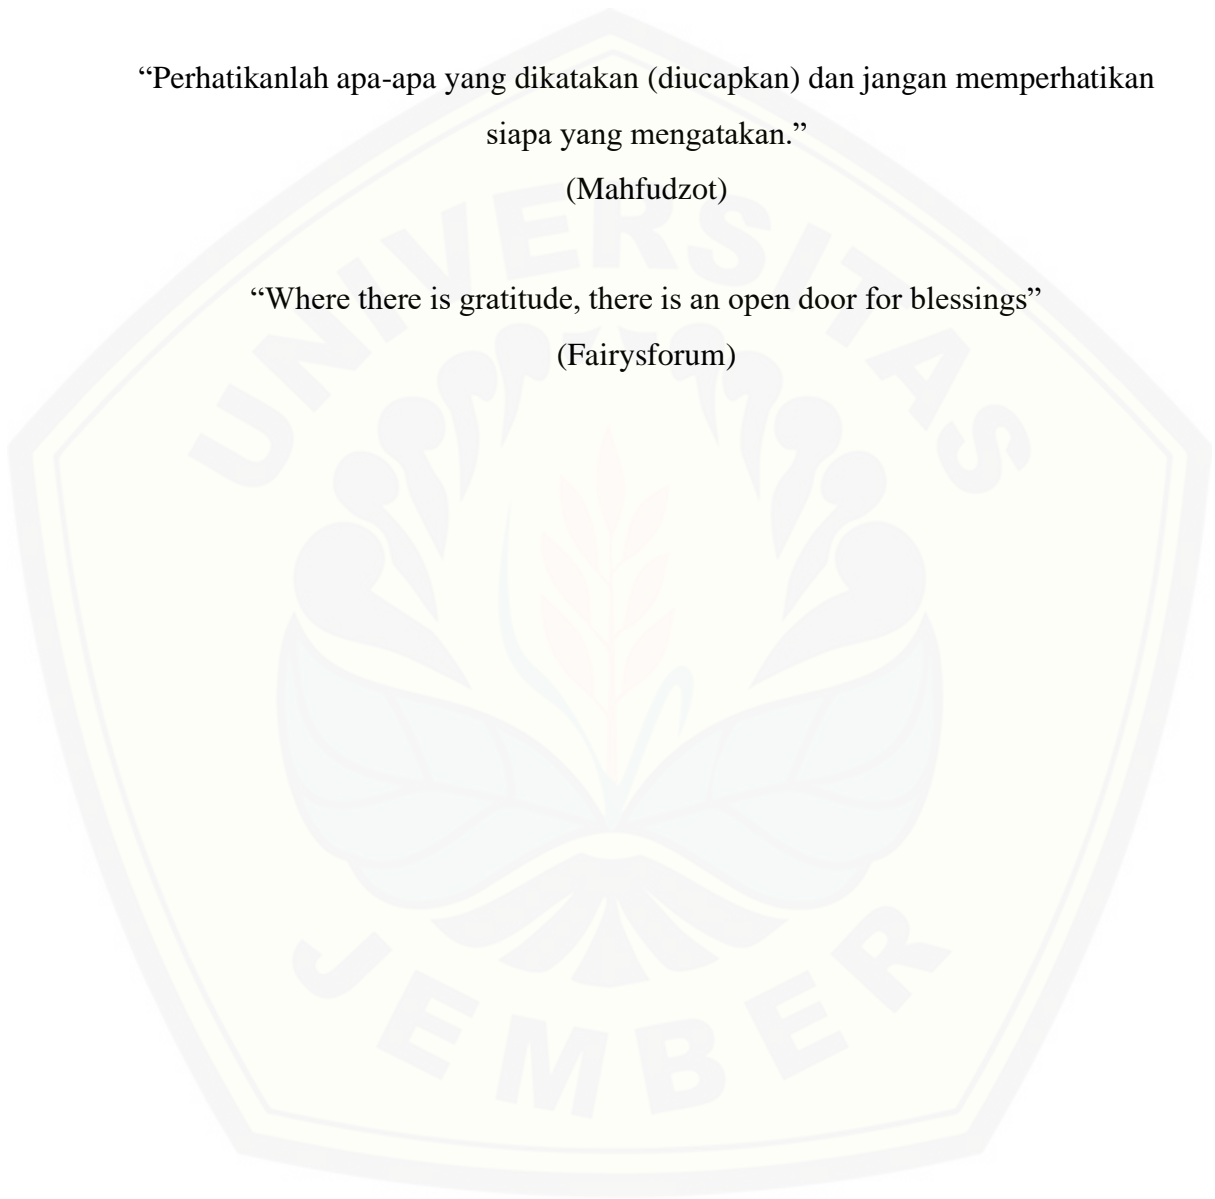 “Perhatikanlah apa-apa yang dikatakan (diucapkan) dan jangan memperhatikan
siapa yang mengatakan.”
(Mahfudzot)
“Where there is gratitude, there is an open door for blessings”
(Fairysforum)
UNIVERSITAS
JEMBER